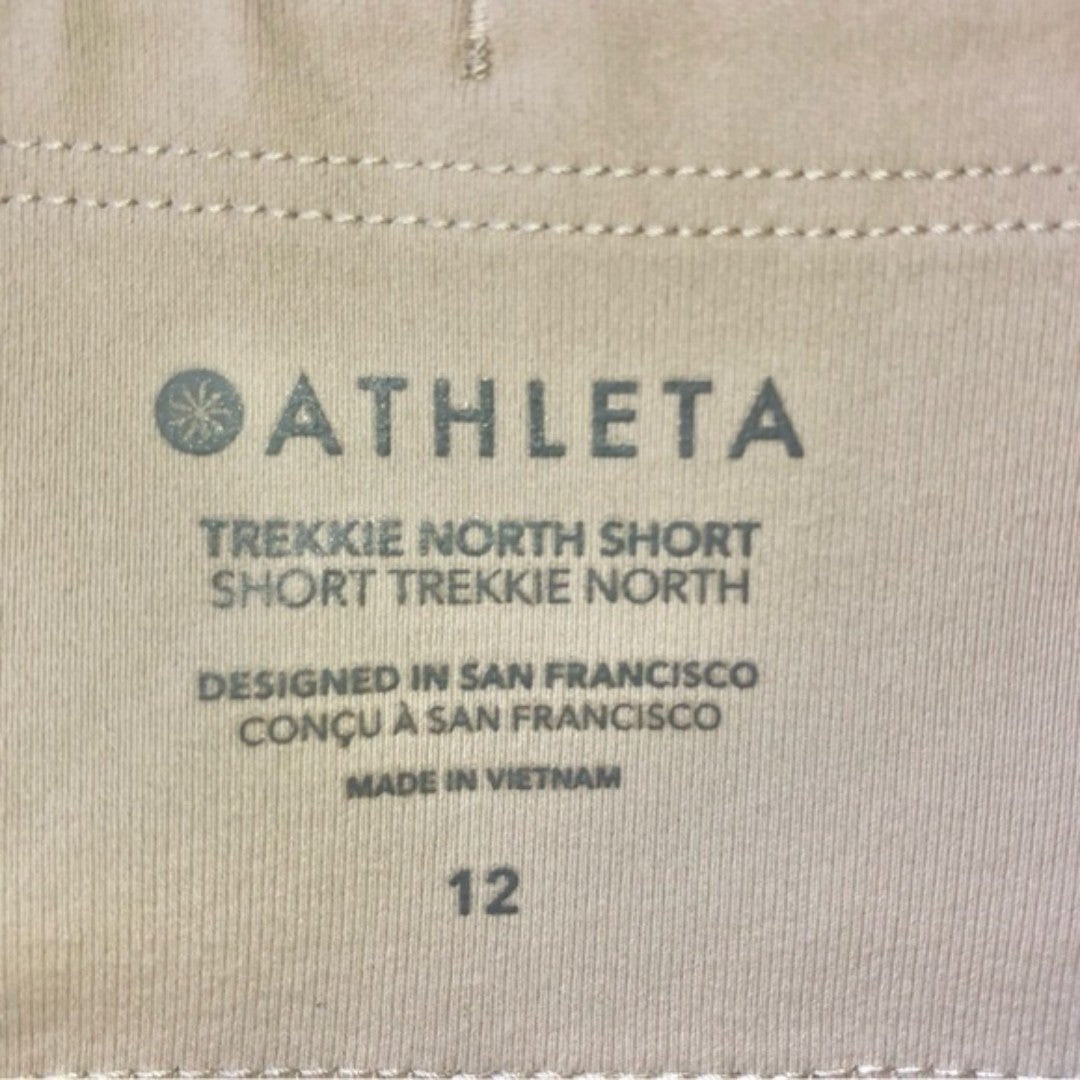 ATHLETA
TREKKIE NORTH SHORT
SHORT TREKKIE NORTH
DESIGNED IN SAN FRANCISCO
CONÇU À SAN FRANCISCO
MADE IN VIETNAM
12